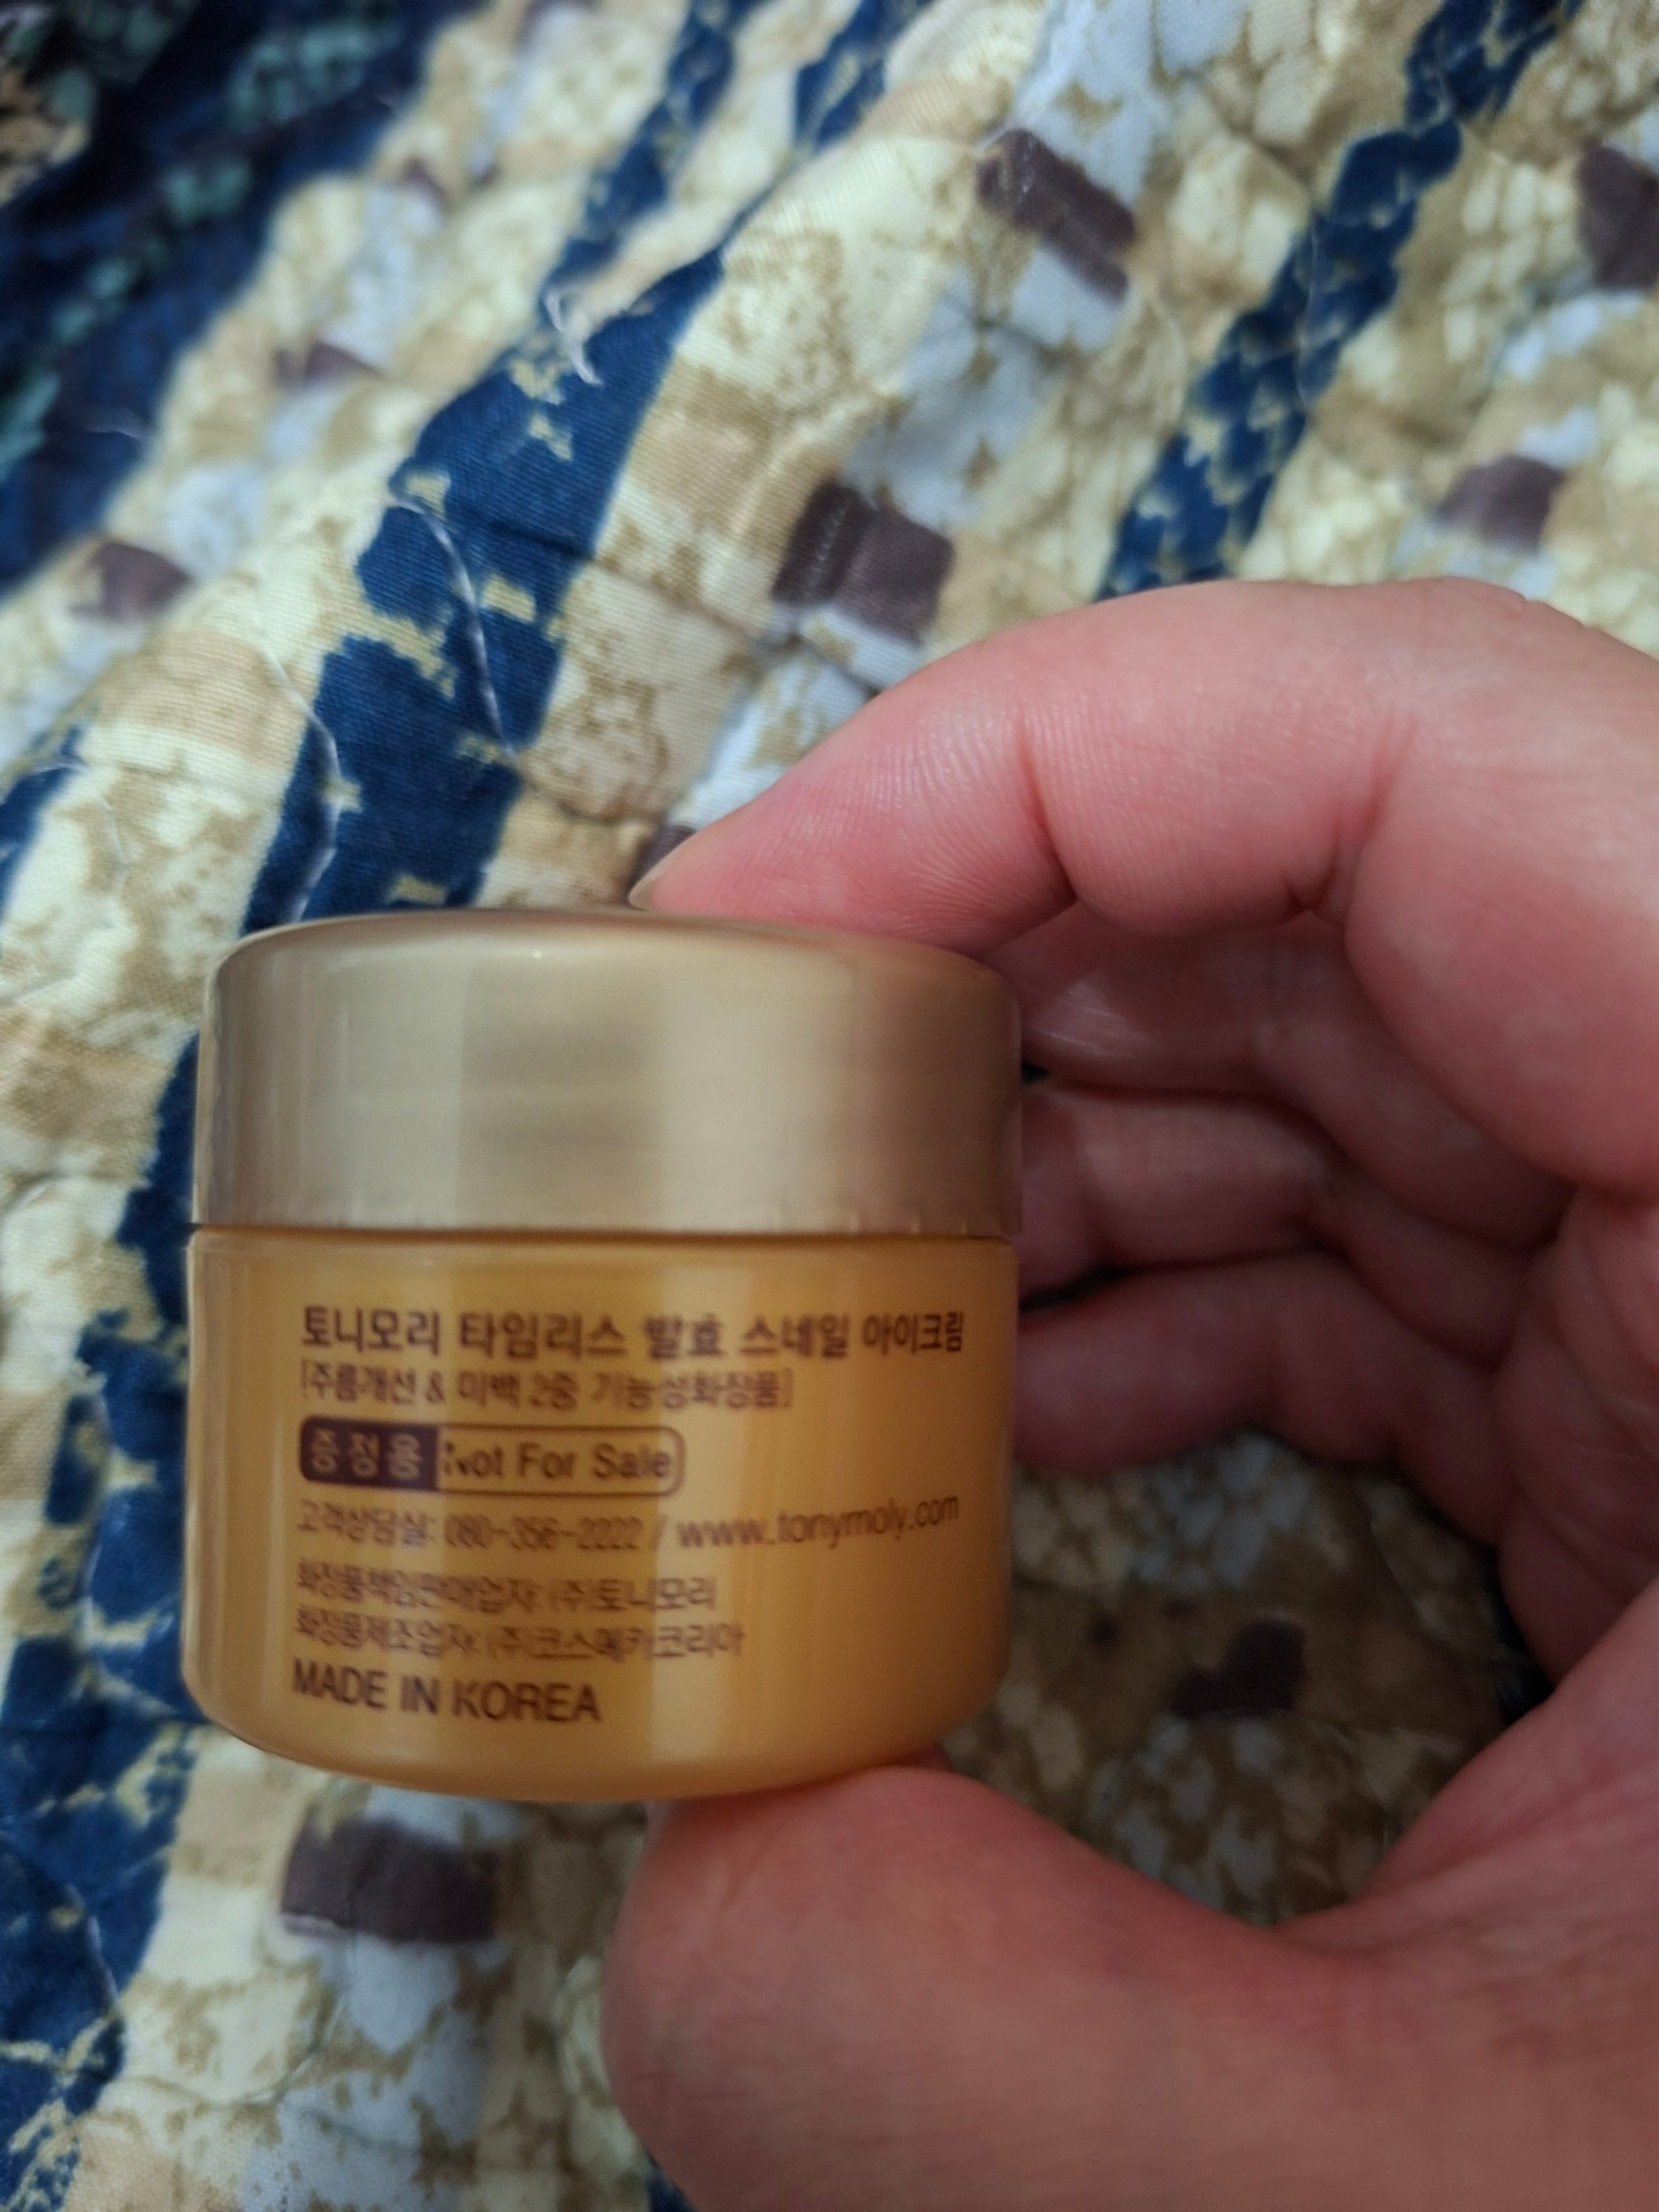 토니모리 타임리스 발효 스네일 아이크림
[주름개선 & 미백 2중 기능성화장품]
증정용 Not For Sale
고객상담실: 080-356-2222 / www.tonymoly.com
화장품책임판매업자: (주)토니모리
화장품제조업자: (주)코스메카코리아
MADE IN KOREA